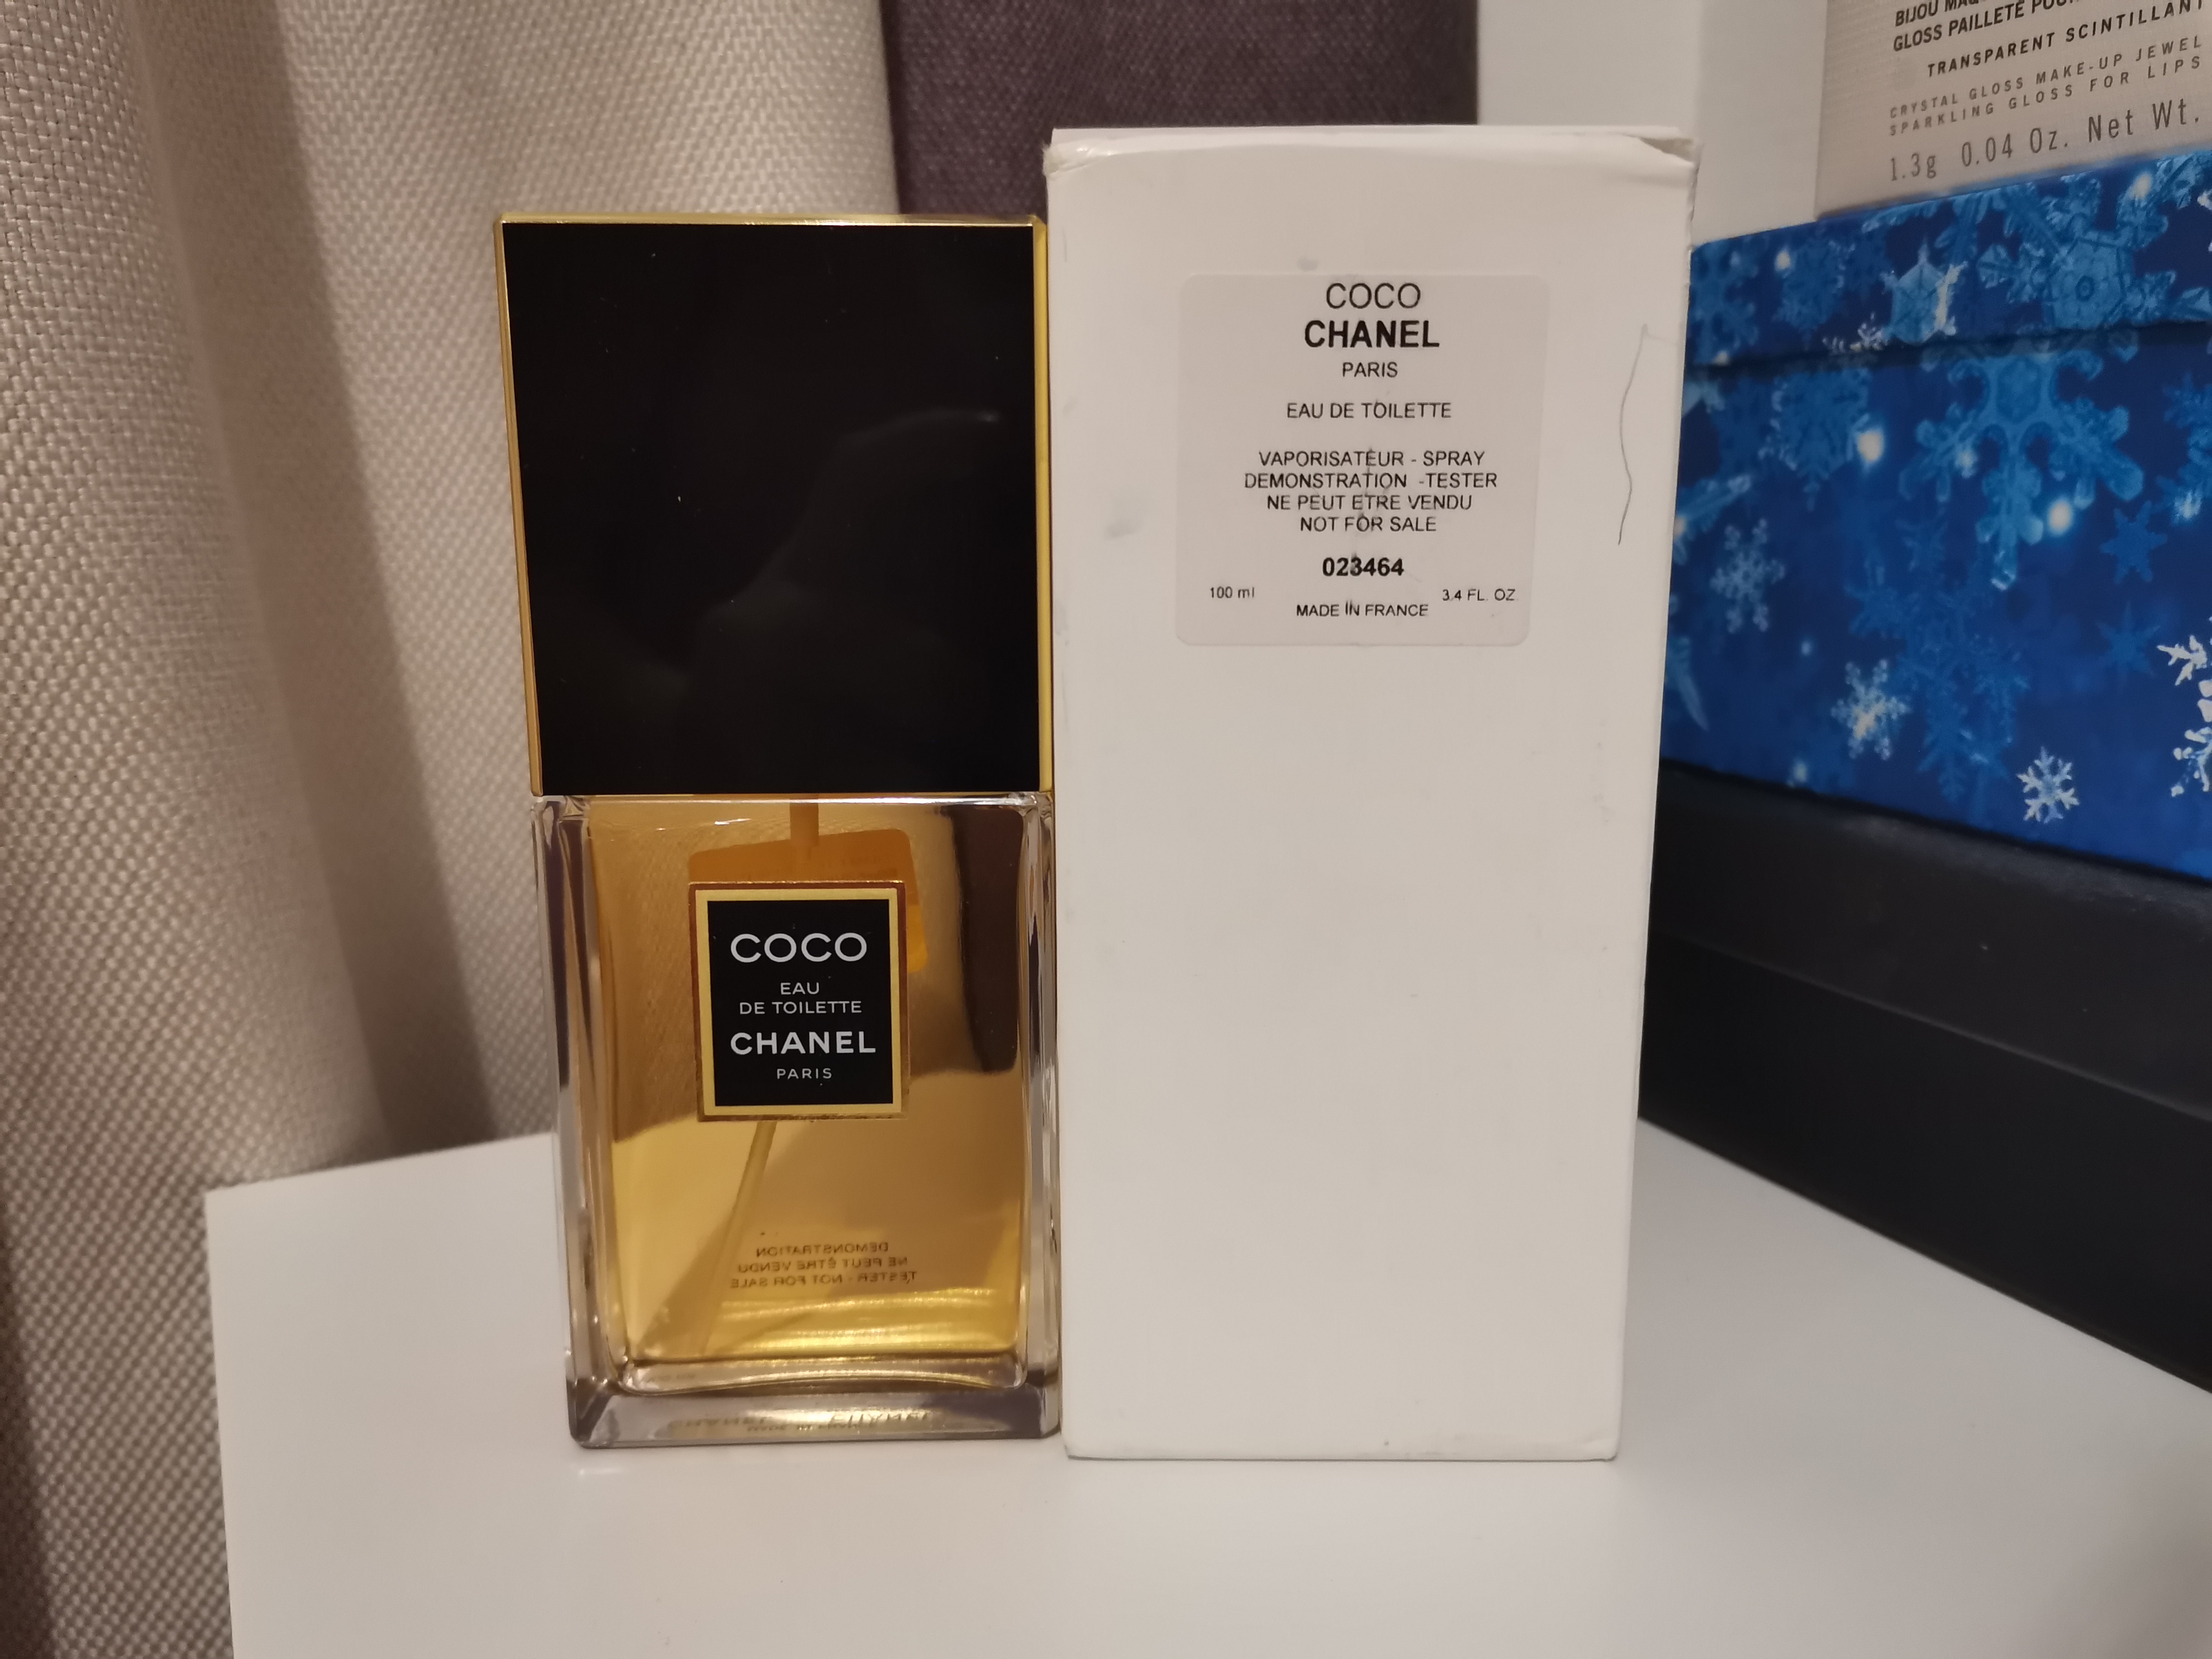 COCO
EAU
DE TOILETTE
CHANEL
PARIS
DEMONSTRATION
NE PEUT ÊTRE VENDU
TESTER - NOT FOR SALE
COCO
CHANEL
PARIS
EAU DE TOILETTE
VAPORISATEUR - SPRAY
DEMONSTRATION -TESTER
NE PEUT ETRE VENDU
NOT FOR SALE
023464
100 ml 3.4 FL. OZ
MADE IN FRANCE
BIJOU
GLOSS PAILLETÉ
TRANSPARENT SCINTILLANT
CRYSTAL GLOSS MAKE-UP JEWEL
SPARKLING GLOSS FOR LIPS
1.3g 0.04 Oz. Net Wt.